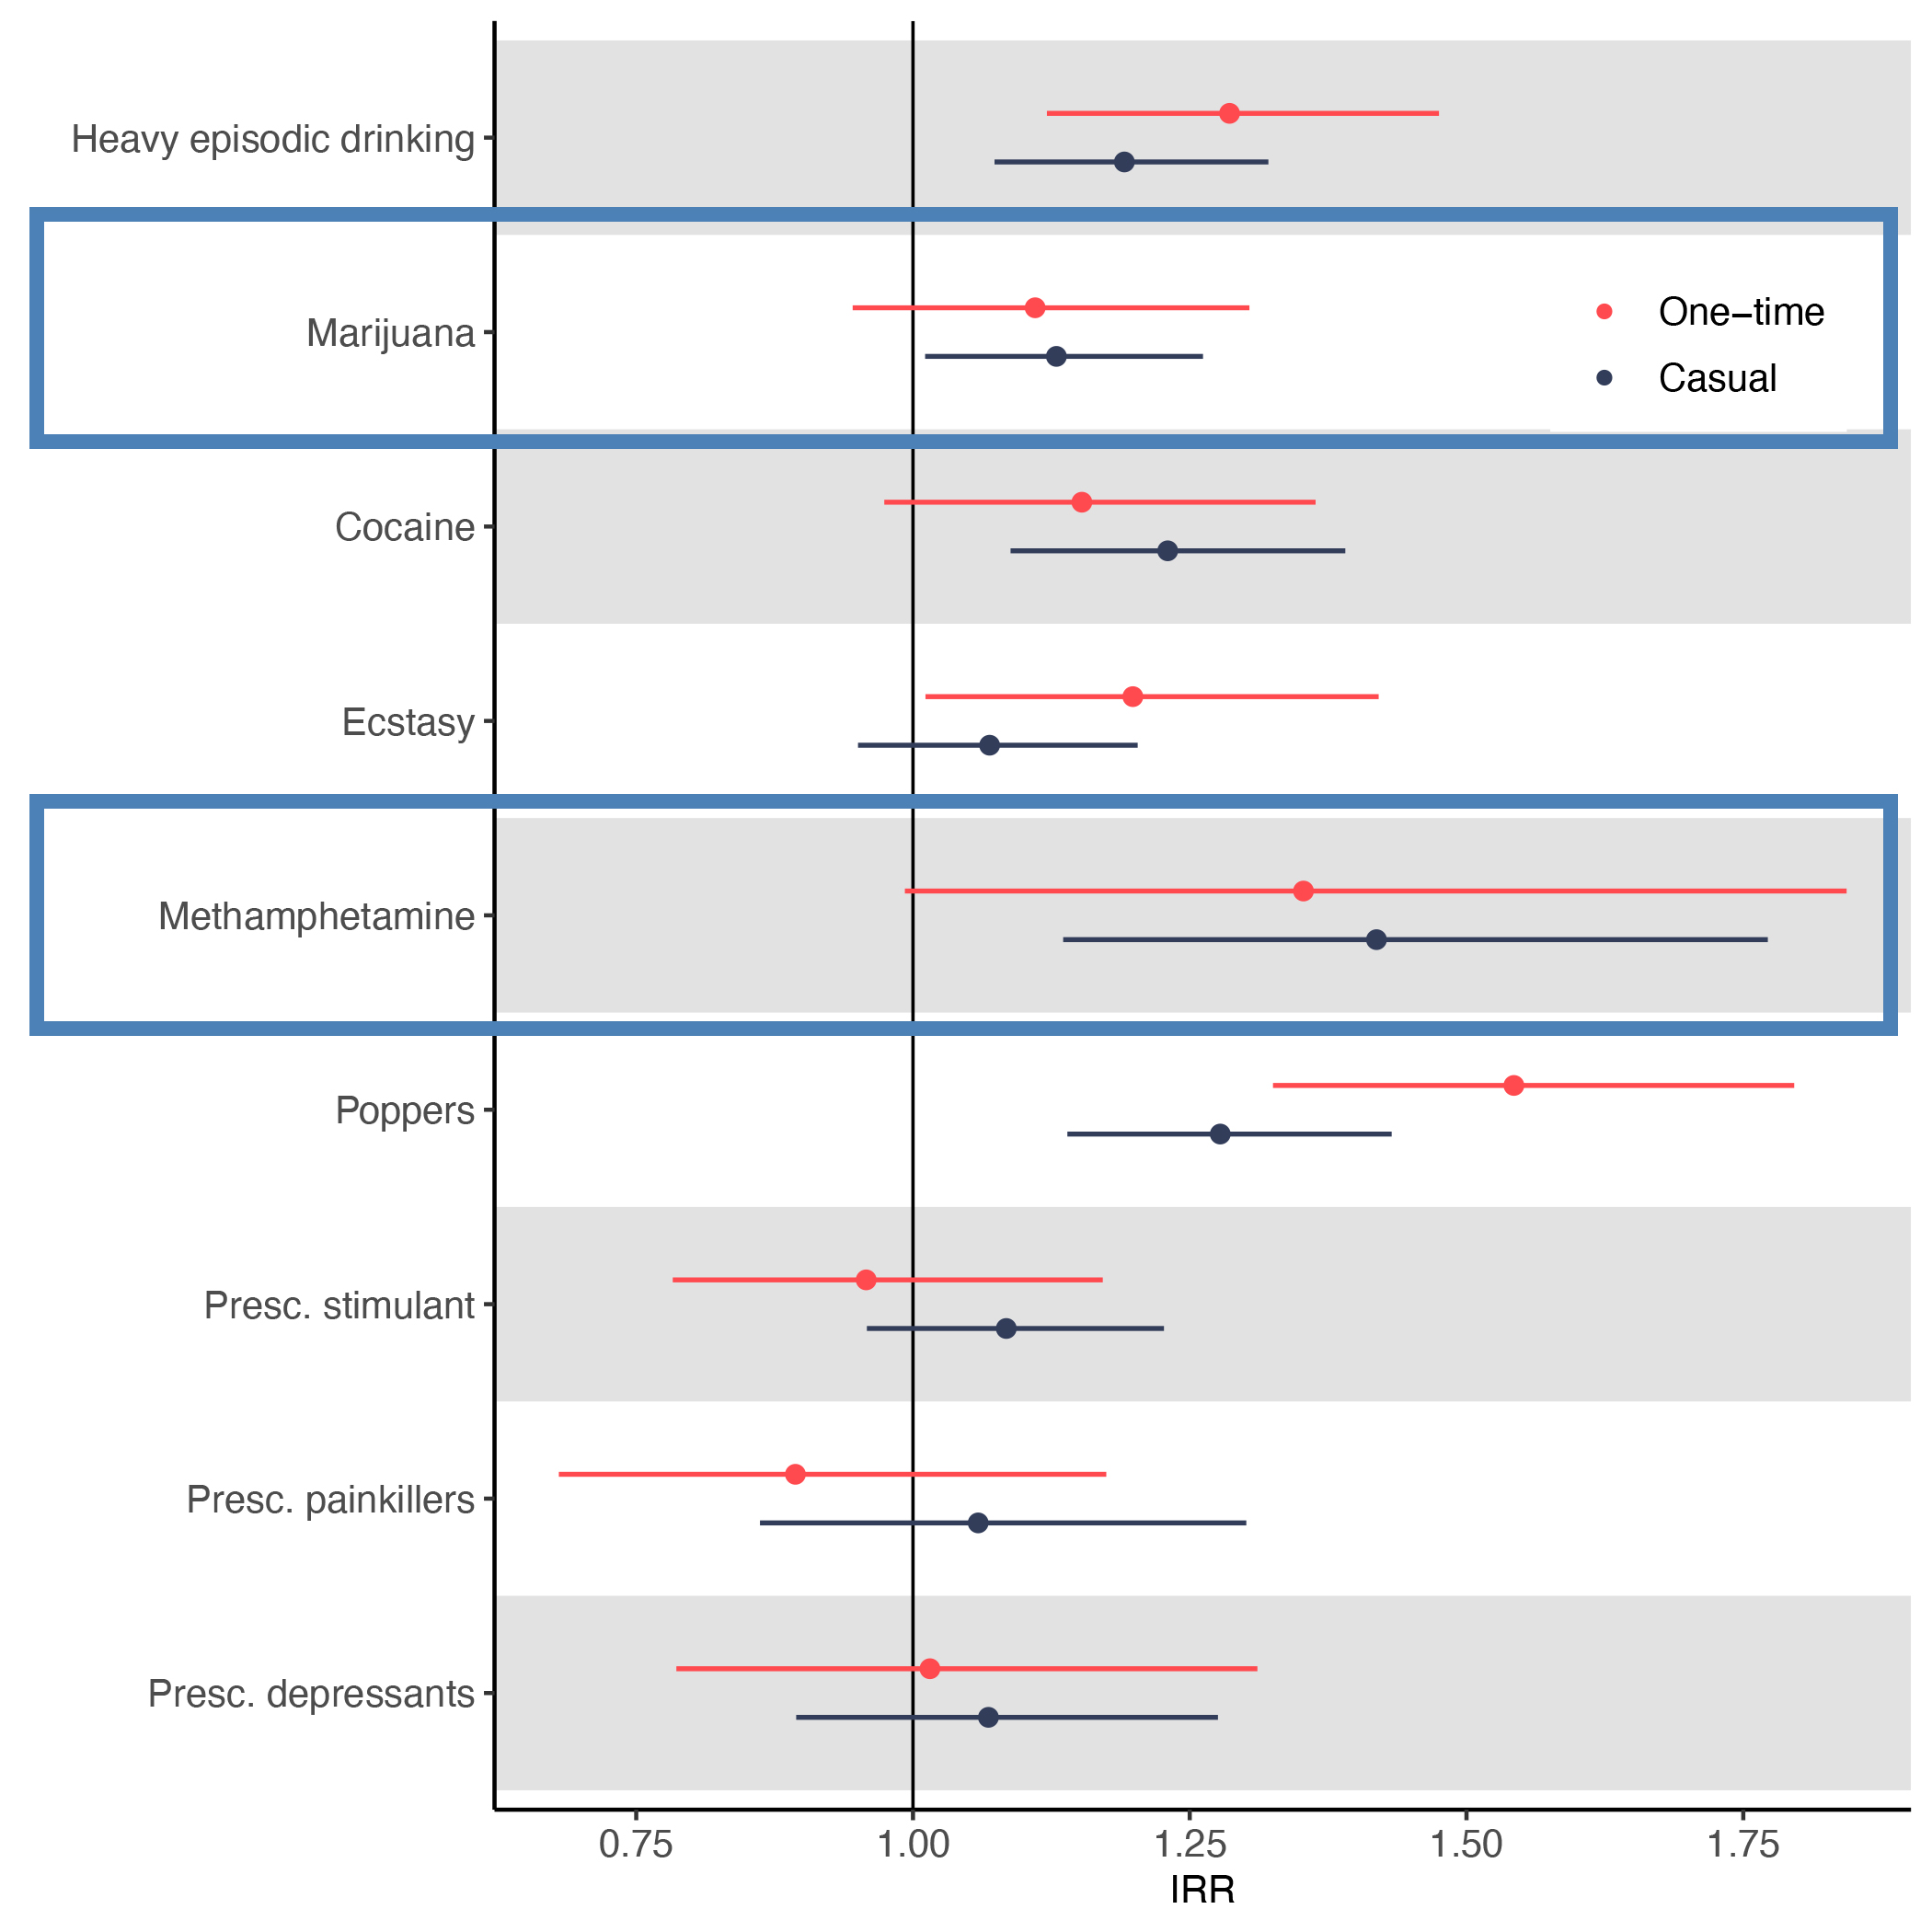 Heavy episodic drinking
Marijuana
One−time
Casual
Cocaine
Ecstasy
Methamphetamine
Poppers
Presc. stimulant
Presc. painkillers
Presc. depressants
0.75 1.00 1.25 1.50 1.75
IRR